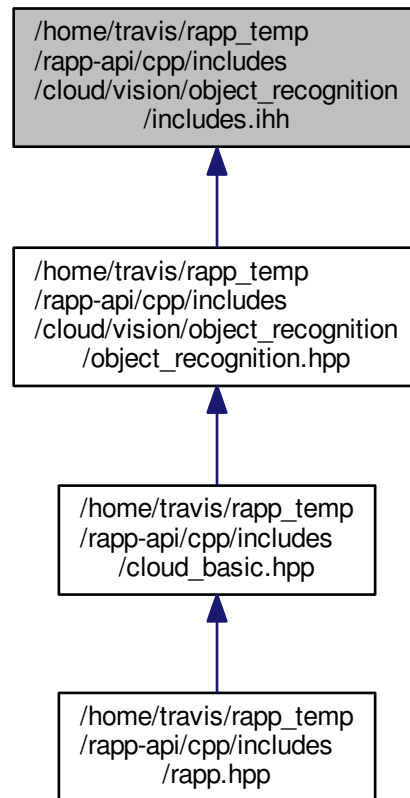 /home/travis/rapp_temp
/rapp-api/cpp/includes
/cloud/vision/object_recognition
/includes.ihh
/home/travis/rapp_temp
/rapp-api/cpp/includes
/cloud/vision/object_recognition
/object_recognition.hpp
/home/travis/rapp_temp
/rapp-api/cpp/includes
/cloud_basic.hpp
/home/travis/rapp_temp
/rapp-api/cpp/includes
/rapp.hpp